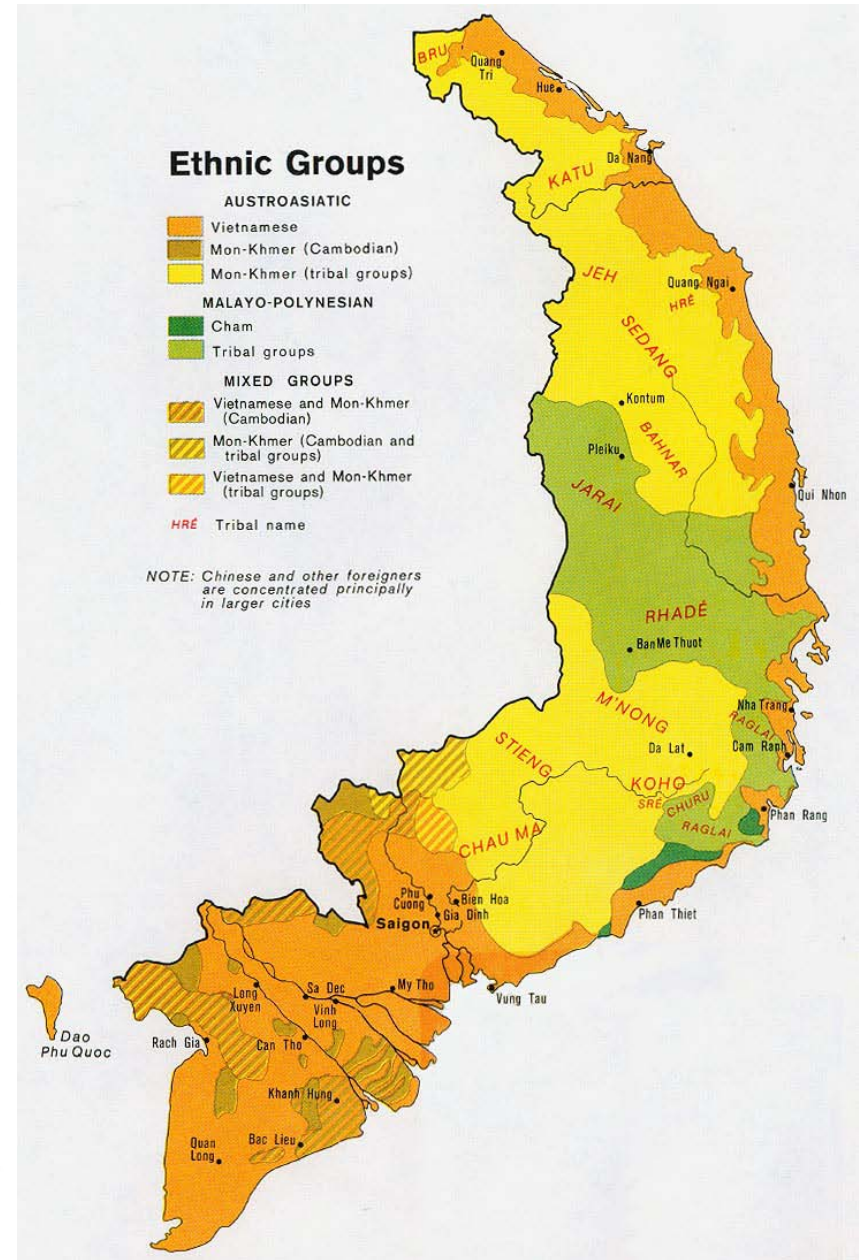 Ethnic Groups
AUSTROASIATIC
Vietnamese
Mon-Khmer (Cambodian)
Mon-Khmer (tribal groups)
MALAYO-POLYNESIAN
Cham
Tribal groups
MIXED GROUPS
Vietnamese and Mon-Khmer
(Cambodian)
Mon-Khmer (Cambodian and
tribal groups)
Vietnamese and Mon-Khmer
(tribal groups)
HRÉ Tribal name
NOTE: Chinese and other foreigners
are concentrated principally
in larger cities
BRU
Quang
Tri
Hue
Da Nang
KATU
JEH
Quang Ngai
HRÉ
SEDANG
Kontum
BAHNAR
Pleiku
JARAI
Qui Nhon
RHADÉ
BanMe Thuot
M'NONG
Nha Trang
RAGLAI
STIENG
Da Lat
Cam Ranh
KOHO
SRÉ
CHURU
Phan Rang
RAGLAI
CHAU MA
Phu
Cuong
Bien Hoa
Gia Dinh
Saigon
Phan Thiet
Long
Xuyen
Sa Dec
My Tho
Vung Tau
Vinh
Long
Dao
Phu Quoc
Rach Gia
Can Tho
Khanh Hung
Quan
Long
Bac Lieu